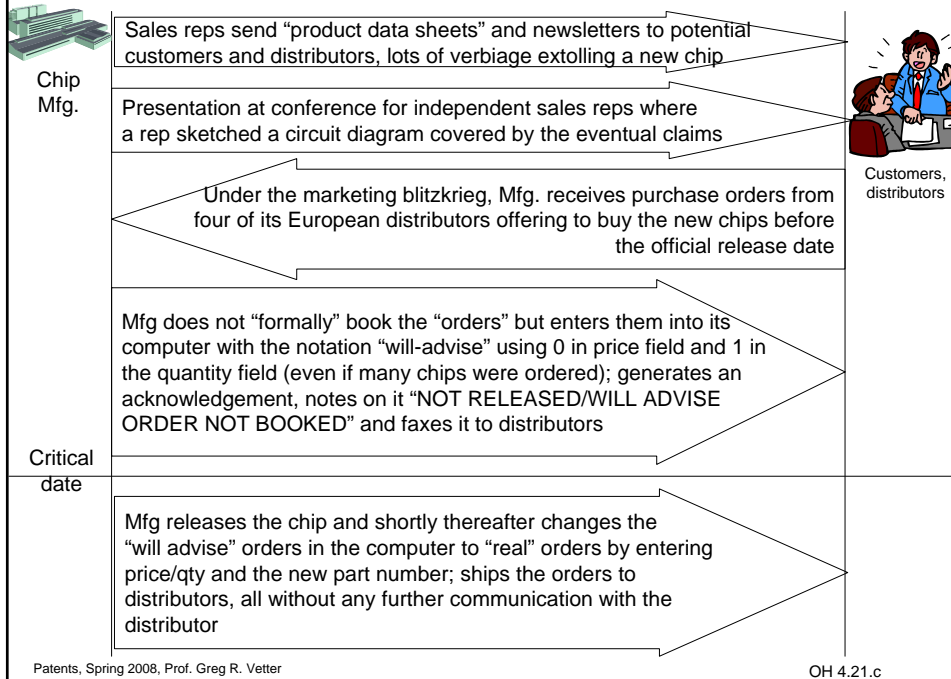 Sales reps send “product data sheets” and newsletters to potential
customers and distributors, lots of verbiage extolling a new chip
Chip
Mfg.
Presentation at conference for independent sales reps where
a rep sketched a circuit diagram covered by the eventual claims
Customers,
distributors
Under the marketing blitzkrieg, Mfg. receives purchase orders from
four of its European distributors offering to buy the new chips before
the official release date
Mfg does not “formally” book the “orders” but enters them into its
computer with the notation “will-advise” using 0 in price field and 1 in
the quantity field (even if many chips were ordered); generates an
acknowledgement, notes on it “NOT RELEASED/WILL ADVISE
ORDER NOT BOOKED” and faxes it to distributors
Critical
date
Mfg releases the chip and shortly thereafter changes the
“will advise” orders in the computer to “real” orders by entering
price/qty and the new part number; ships the orders to
distributors, all without any further communication with the
distributor
Patents, Spring 2008, Prof. Greg R. Vetter
OH 4.21.c